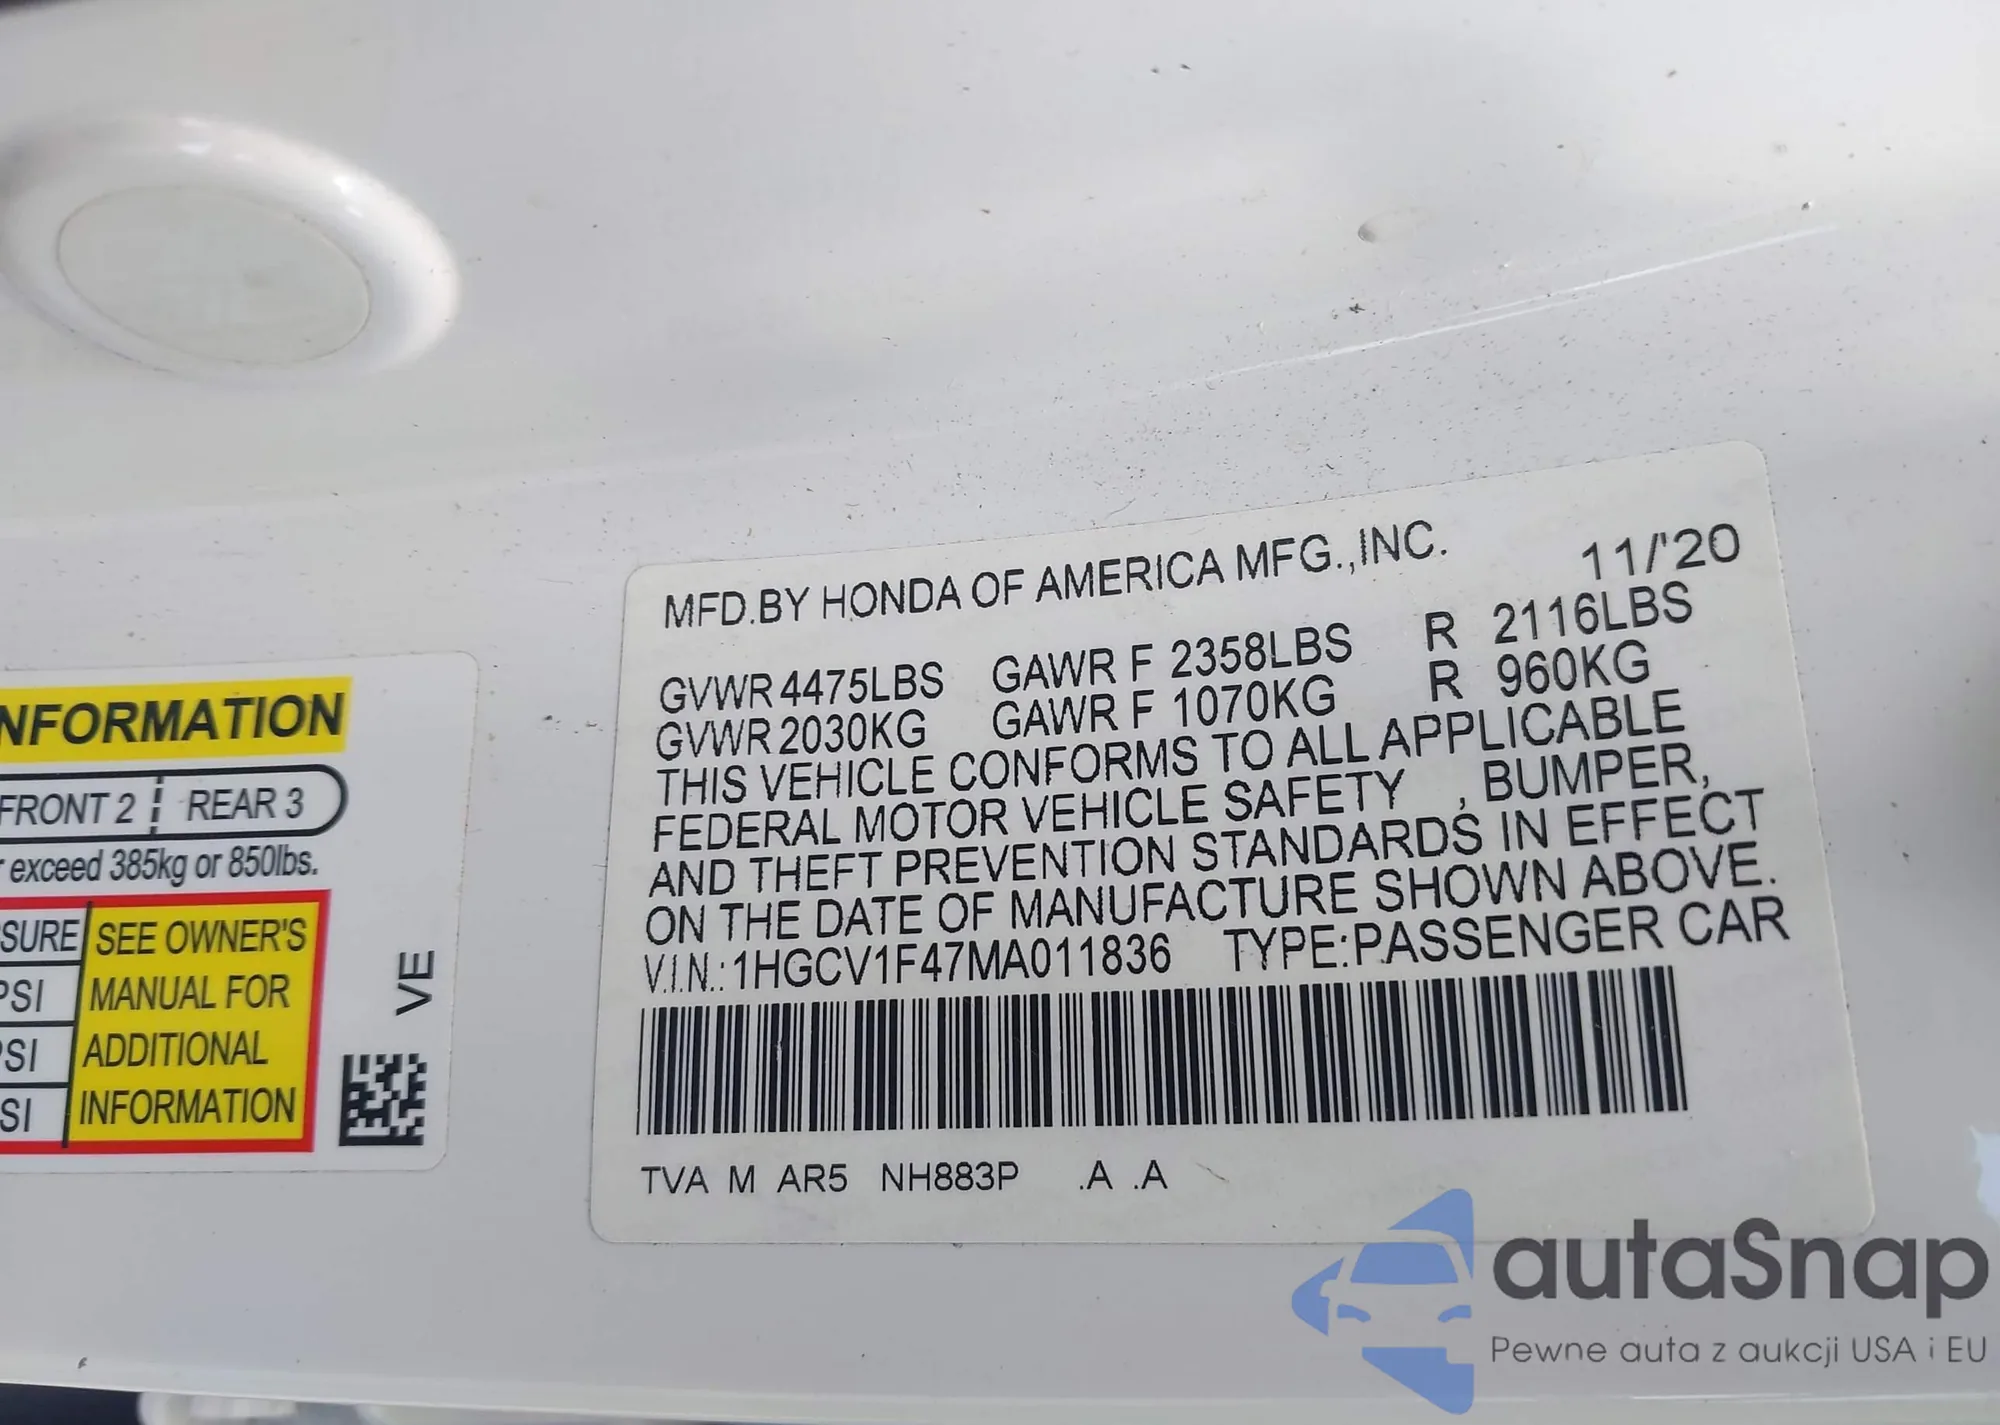 NFORMATION
FRONT 2 REAR 3
exceed 385kg or 850lbs.
SURE SEE OWNER'S
PSI MANUAL FOR
PSI ADDITIONAL
SI INFORMATION
VE
MFD.BY HONDA OF AMERICA MFG.,INC. 11/'20
GVWR 4475LBS GAWR F 2358LBS R 2116LBS
GVWR 2030KG GAWR F 1070KG R 960KG
THIS VEHICLE CONFORMS TO ALL APPLICABLE
FEDERAL MOTOR VEHICLE SAFETY , BUMPER,
AND THEFT PREVENTION STANDARDS IN EFFECT
ON THE DATE OF MANUFACTURE SHOWN ABOVE.
V.I.N.: 1HGCV1F47MA011836 TYPE:PASSENGER CAR
TVA M AR5 NH883P .A .A
autaSnap
Pewne auta z aukcji USA i EU